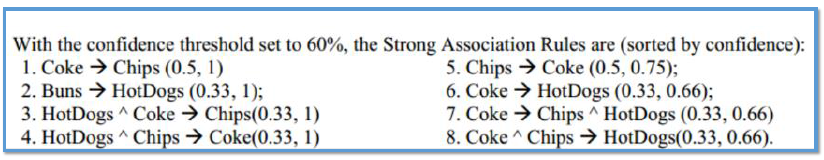 With the confidence threshold set to 60%, the Strong Association Rules are (sorted by confidence):
1. Coke → Chips (0.5, 1)
2. Buns → HotDogs (0.33, 1);
3. HotDogs ^ Coke → Chips(0.33, 1)
4. HotDogs ^ Chips → Coke(0.33, 1)
5. Chips → Coke (0.5, 0.75);
6. Coke → HotDogs (0.33, 0.66);
7. Coke → Chips ^ HotDogs (0.33, 0.66)
8. Coke ^ Chips → HotDogs(0.33, 0.66).